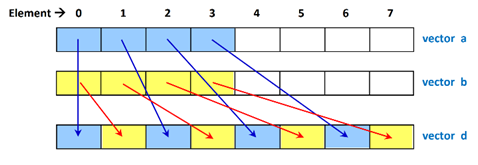 Element → 0 1 2 3 4 5 6 7
vector a
vector b
vector d